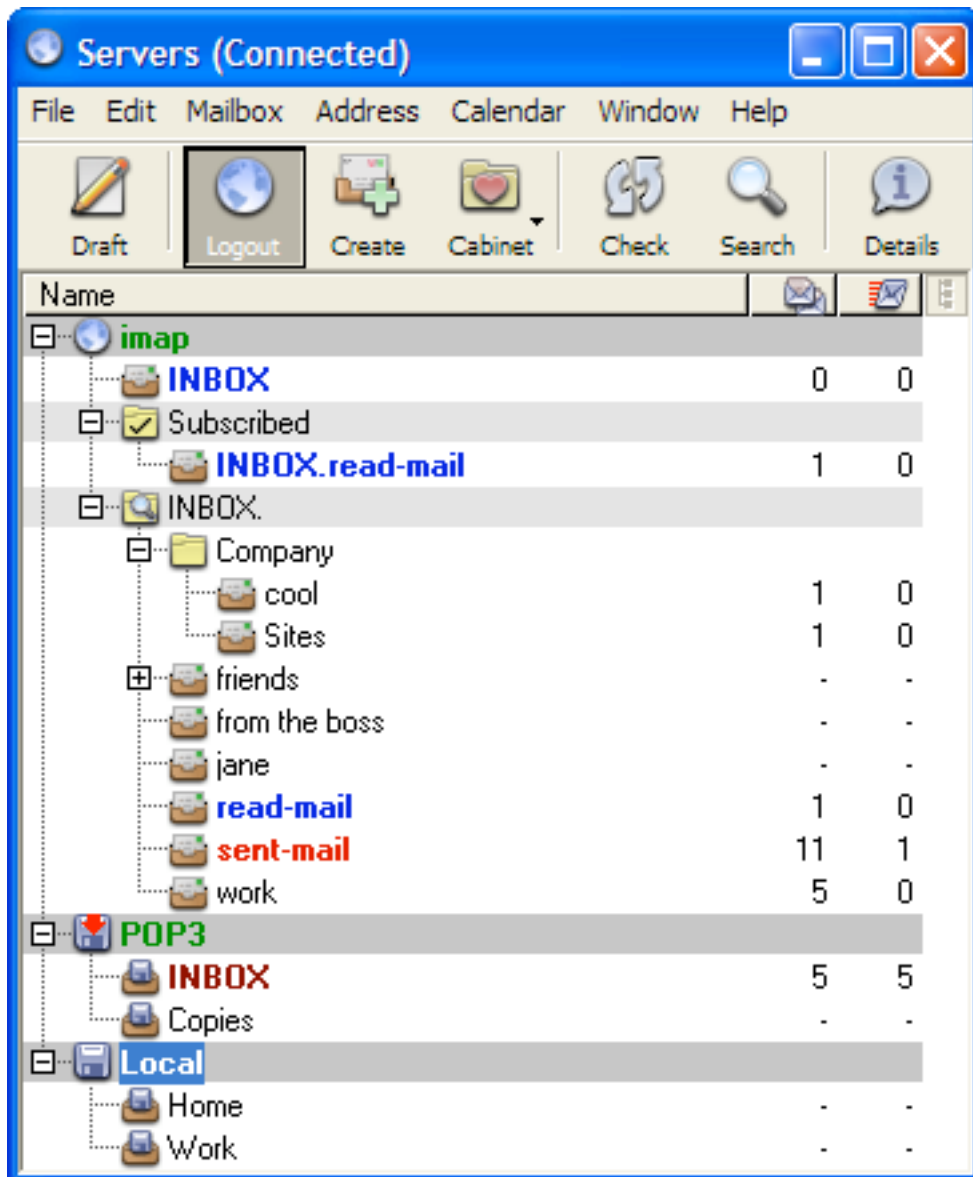 Servers (Connected)
File Edit Mailbox Address Calendar Window Help
Draft Logout Create Cabinet Check Search Details
Name
imap
INBOX 0 0
Subscribed
INBOX.read-mail 1 0
INBOX.
Company
cool 1 0
Sites 1 0
friends - -
from the boss - -
jane - -
read-mail 1 0
sent-mail 11 1
work 5 0
POP3
INBOX 5 5
Copies - -
Local
Home - -
Work - -